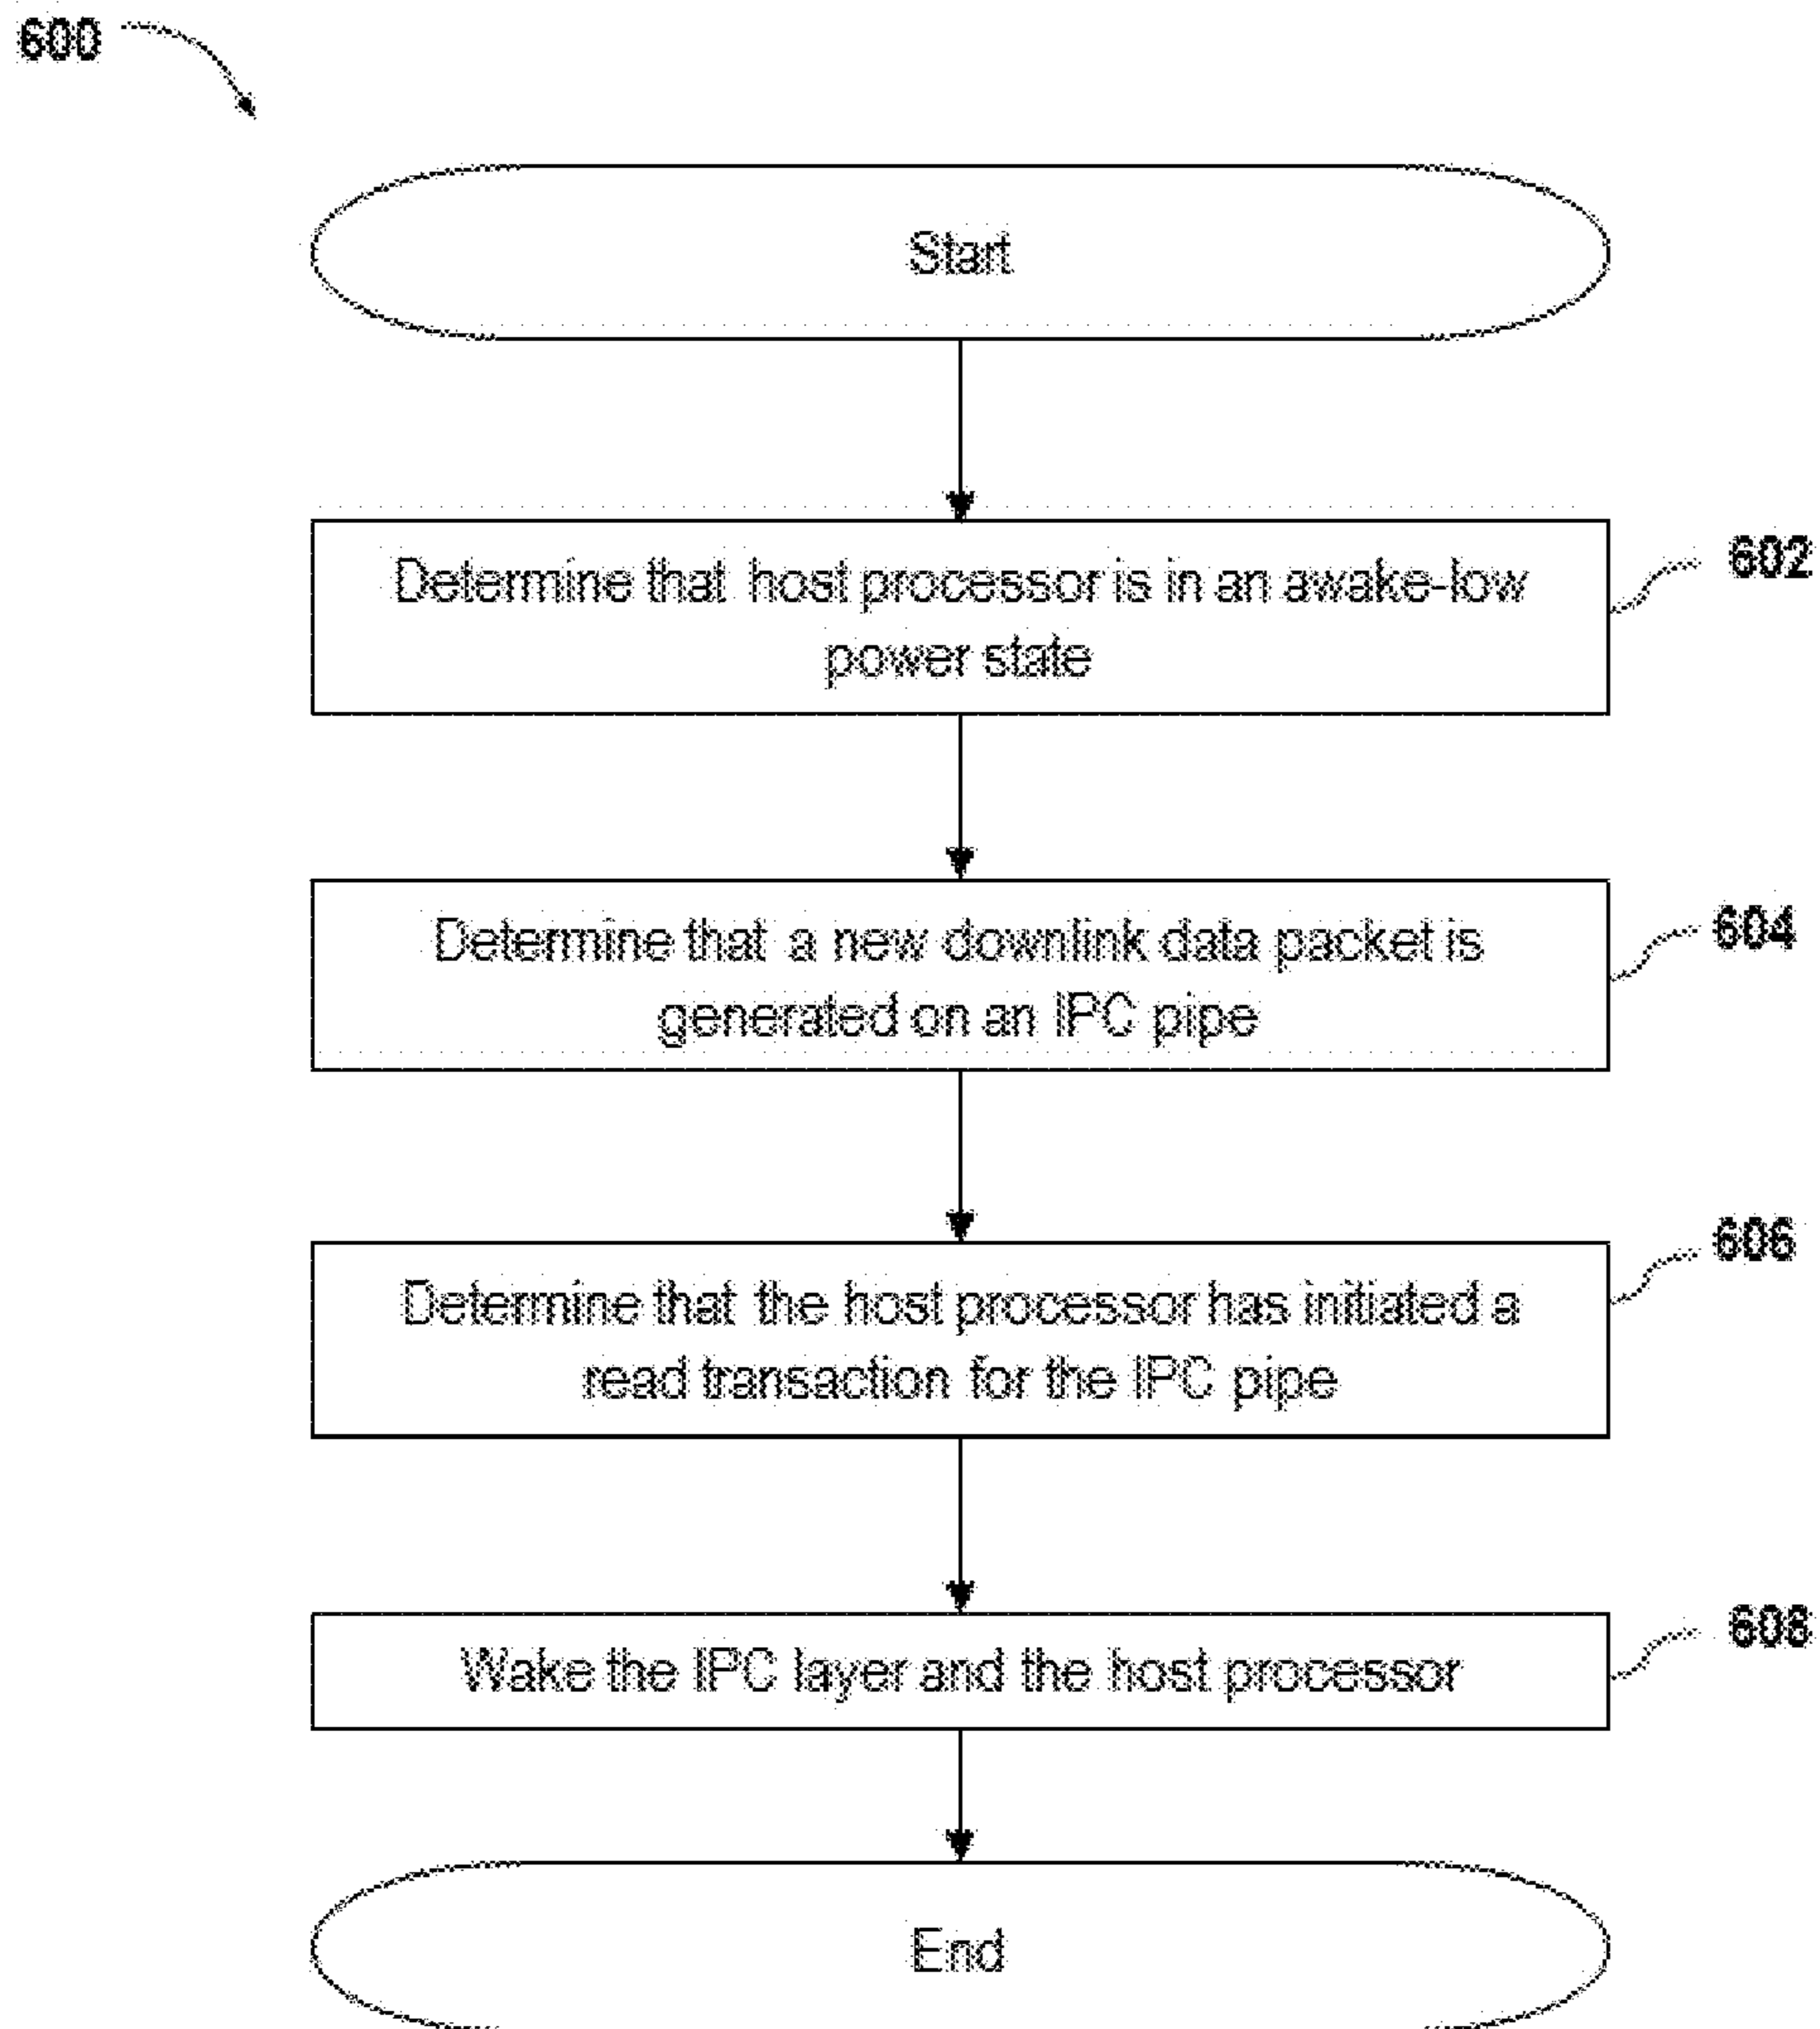 600
Start
Determine that host processor is in an awake-low
power state
602
Determine that a new downlink data packet is
generated on an IPC pipe
604
Determine that the host processor has initiated a
read transaction for the IPC pipe
606
Wake the IPC layer and the host processor
608
End